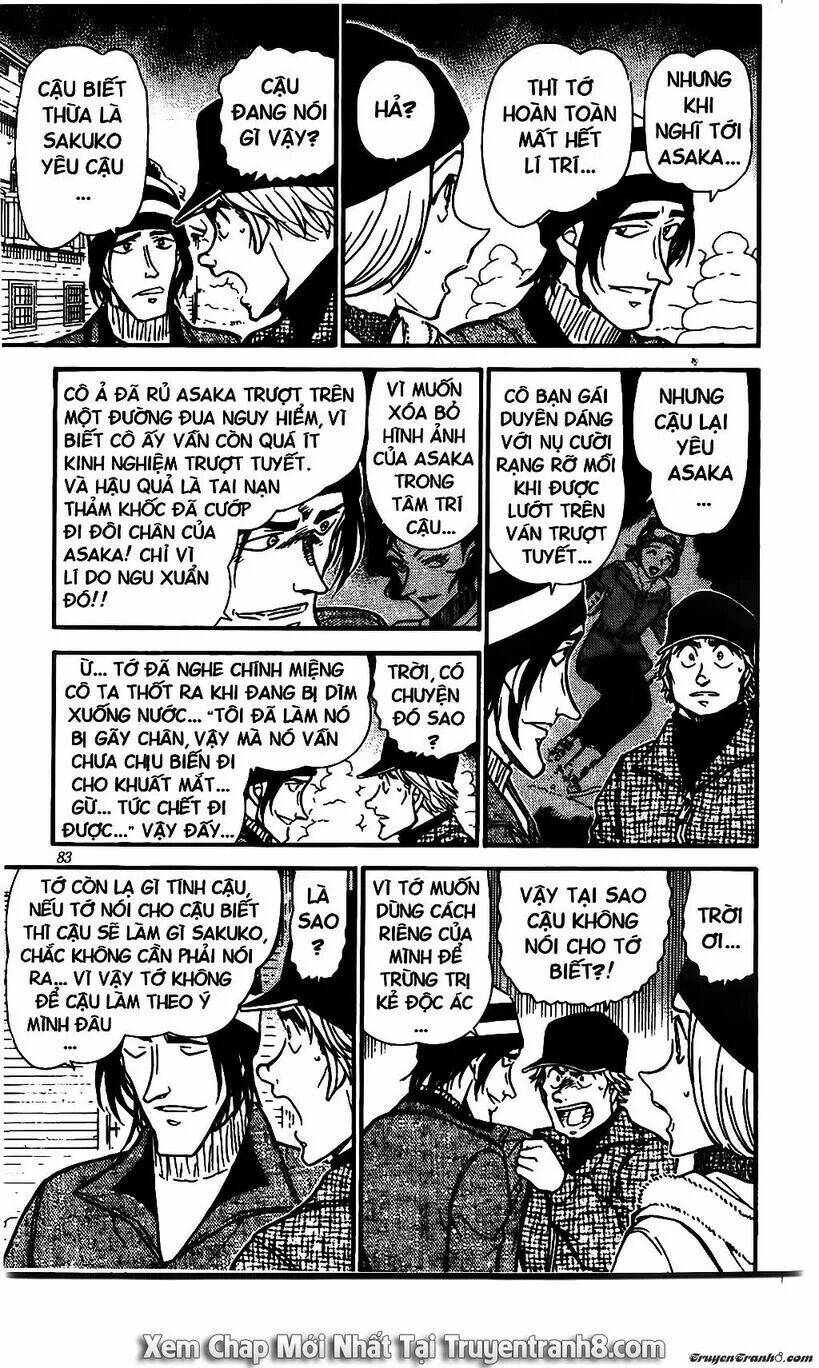 NHƯNG
KHI
NGHĨ TỚI
ASAKA...
THÌ TỚ
HOÀN TOÀN
MẤT HẾT
LÍ TRÍ...
HẢ?
CẬU
ĐANG NÓI
GÌ VẬY?
CẬU BIẾT
THỪA LÀ
SAKUKO
YÊU CẬU
...
NHƯNG
CẬU LẠI
YÊU
ASAKA
...
CÔ BẠN GÁI
DUYÊN DÁNG
VỚI NỤ CƯỜI
RẠNG RỠ MỖI
KHI ĐƯỢC
LƯỚT TRÊN
VÁN TRƯỢT
TUYẾT...
VÌ MUỐN
XÓA BỎ
HÌNH ẢNH
CỦA ASAKA
TRONG
TÂM TRÍ
CẬU...
CÔ Ả ĐÃ RỦ ASAKA TRƯỢT TRÊN
MỘT ĐƯỜNG ĐUA NGUY HIỂM, VÌ
BIẾT CÔ ẤY VẪN CÒN QUÁ ÍT
KINH NGHIỆM TRƯỢT TUYẾT.
VÀ HẬU QUẢ LÀ TAI NẠN
THẢM KHỐC ĐÃ CƯỚP
ĐI ĐÔI CHÂN CỦA
ASAKA! CHỈ VÌ
LÍ DO NGU XUẨN
ĐÓ!!
TRỜI, CÓ
CHUYỆN
ĐÓ SAO
?
Ừ... TỚ ĐÃ NGHE CHÍNH MIỆNG
CÔ TA THỐT RA KHI ĐANG BỊ DÌM
XUỐNG NƯỚC... "TÔI ĐÃ LÀM NÓ
BỊ GÃY CHÂN, VẬY MÀ NÓ VẪN
CHƯA CHỊU BIẾN ĐI
CHO KHUẤT MẮT...
GỪ... TỨC CHẾT ĐI
ĐƯỢC..." VẬY ĐẤY...
83
TRỜI
ƠI...
VẬY TẠI SAO
CẬU KHÔNG
NÓI CHO TỚ
BIẾT?!
VÌ TỚ MUỐN
DÙNG CÁCH
RIÊNG CỦA
MÌNH ĐỂ
TRỪNG TRỊ
KẺ ĐỘC ÁC
...
LÀ
SAO
?
TỚ CÒN LẠ GÌ TÍNH CẬU,
NẾU TỚ NÓI CHO CẬU BIẾT
THÌ CẬU SẼ LÀM GÌ SAKUKO,
CHẮC KHÔNG CẦN PHẢI NÓI
RA... VÌ VẬY TỚ KHÔNG
ĐỂ CẬU LÀM THEO Ý
MÌNH ĐÂU
...
Xem Chap Mới Nhất Tại Truyentranh8.com
TruyenTranh8.com